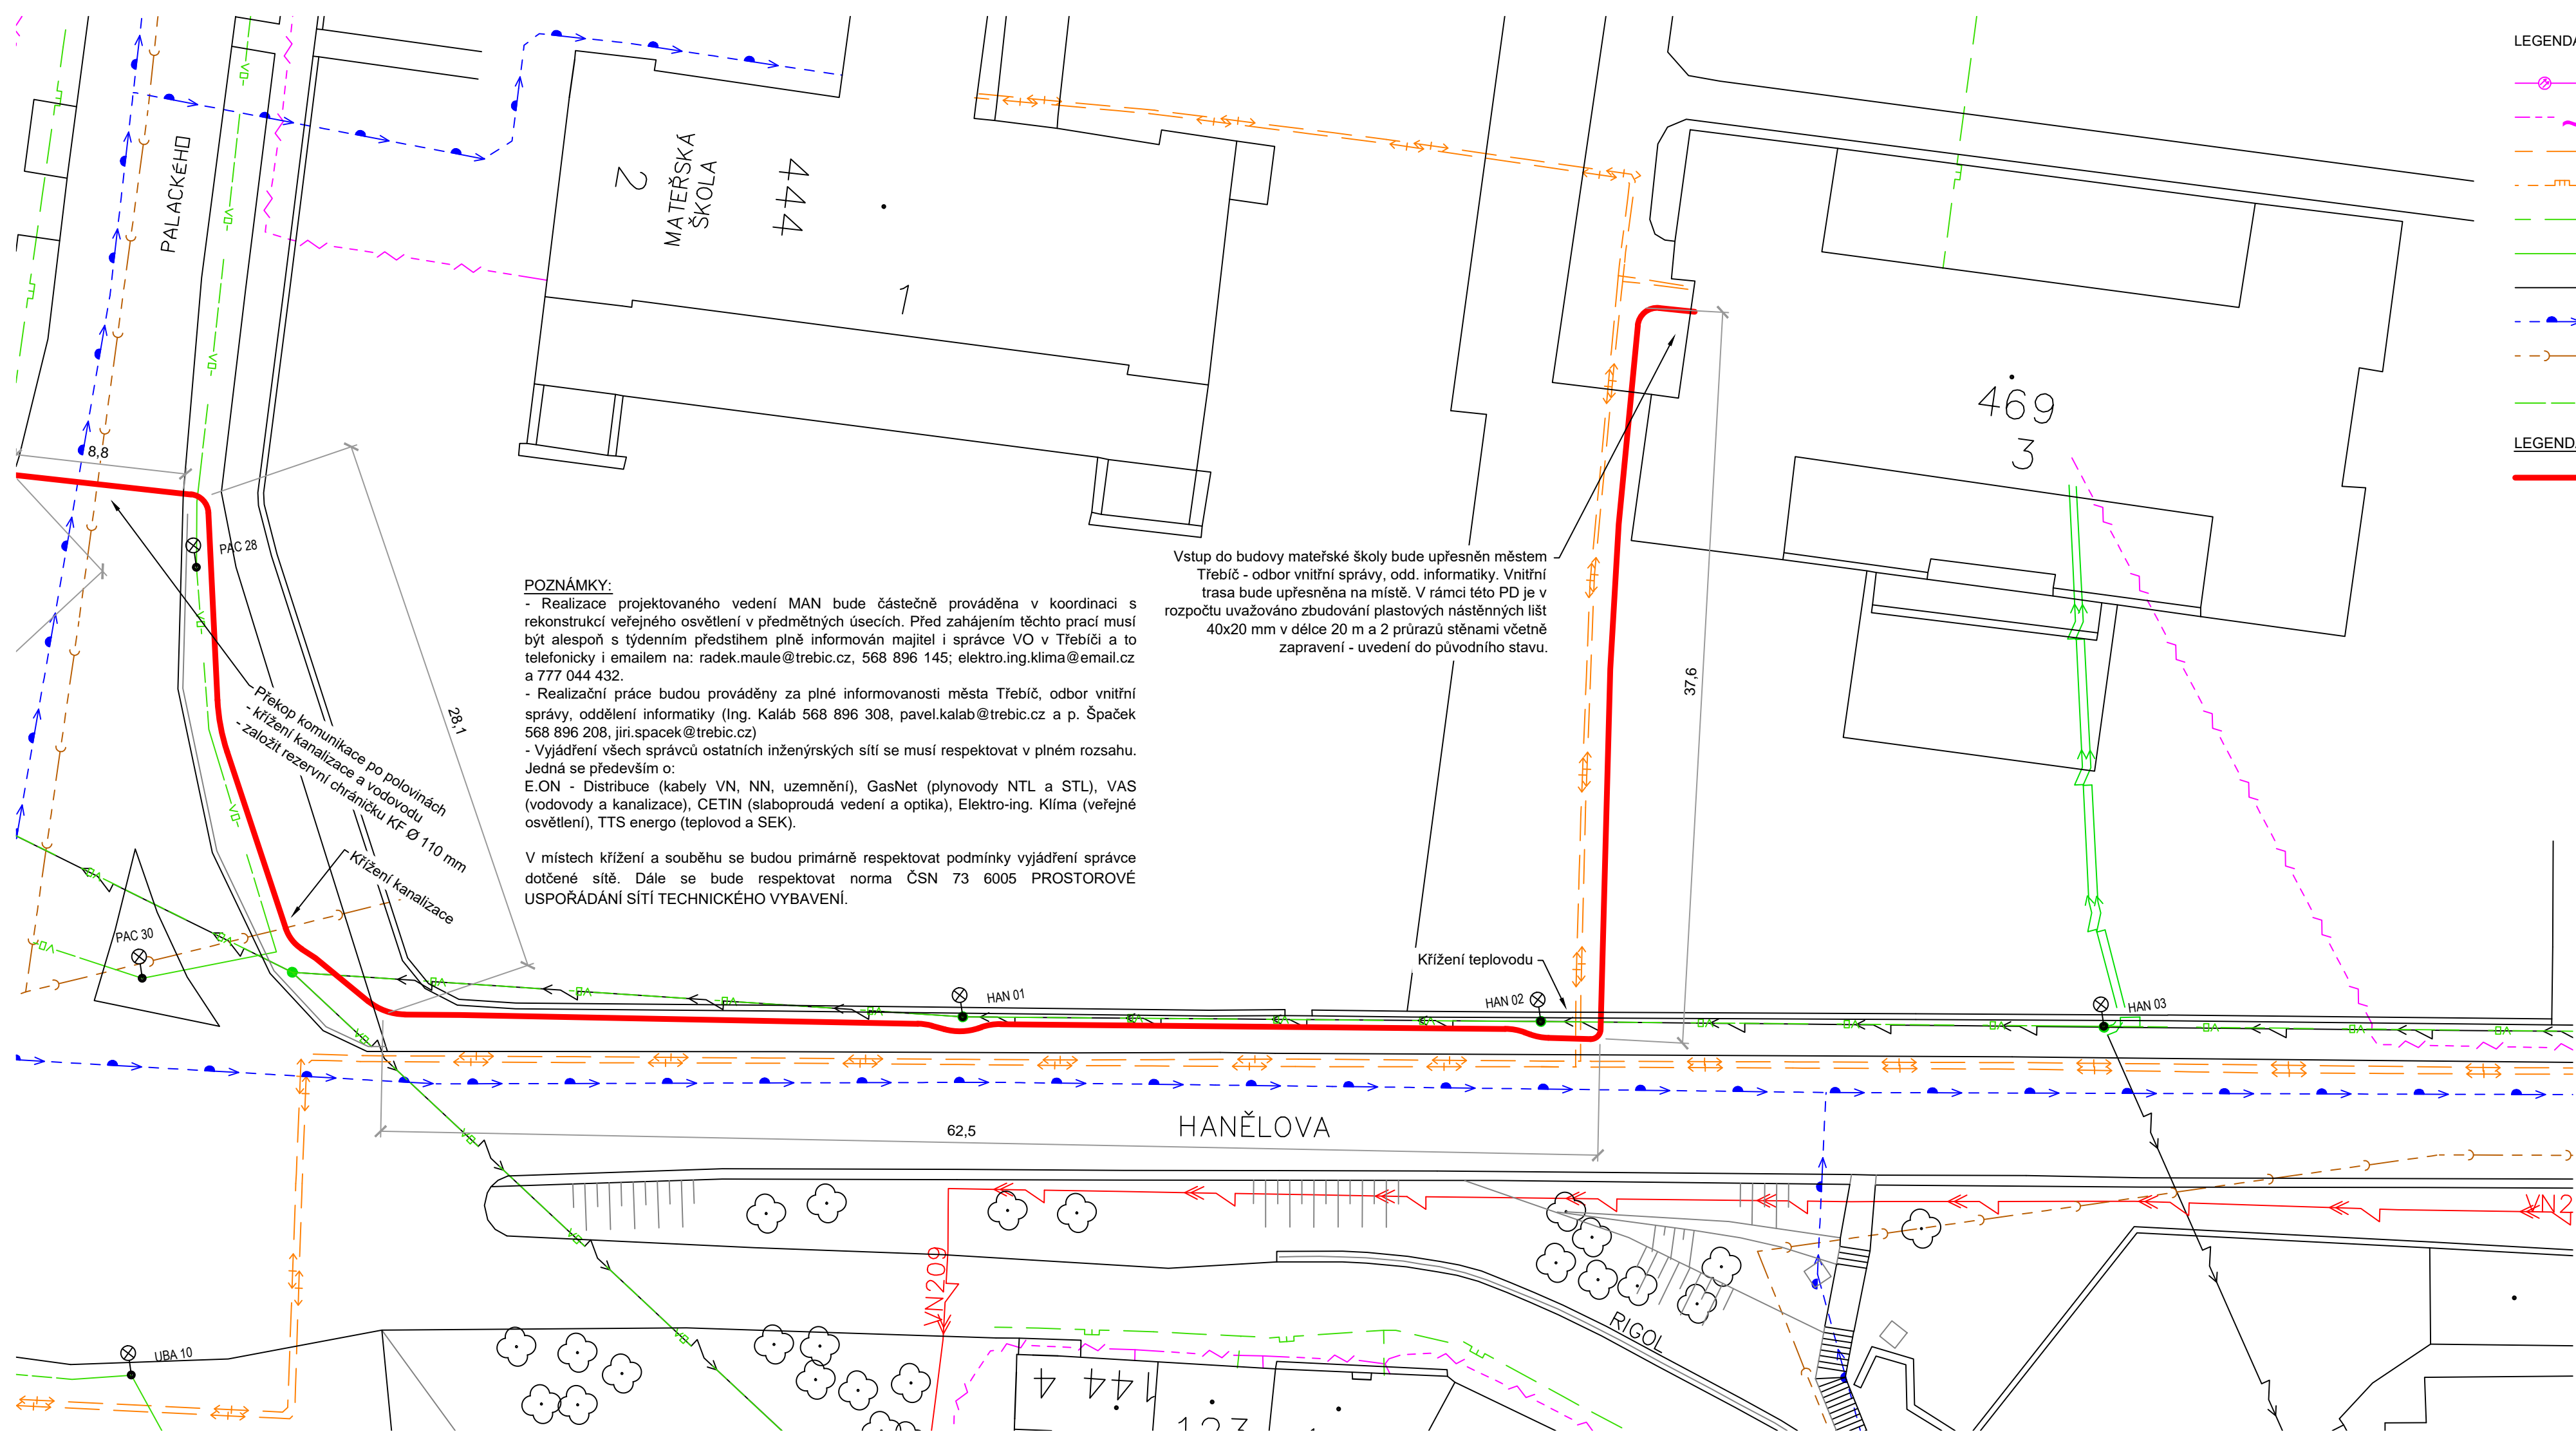 LEGENDA
PALACKÉHO
2
MATEŘSKÁ
ŠKOLA
444
1
469
3
8,8
PAC 28
28,1
37,6
Vstup do budovy mateřské školy bude upřesněn městem
Třebíč - odbor vnitřní správy, odd. informatiky. Vnitřní
trasa bude upřesněna na místě. V rámci této PD je v
rozpočtu uvažováno zbudování plastových nástěnných lišt
40x20 mm v délce 20 m a 2 průrazů stěnami včetně
zapravení - uvedení do původního stavu.
POZNÁMKY:
- Realizace projektovaného vedení MAN bude částečně prováděna v koordinaci s
rekonstrukcí veřejného osvětlení v předmětných úsecích. Před zahájením těchto prací musí
být alespoň s týdenním předstihem plně informován majitel i správce VO v Třebíči a to
telefonicky i emailem na: radek.maule@trebic.cz, 568 896 145; elektro.ing.klima@email.cz
a 777 044 432.
- Realizační práce budou prováděny za plné informovanosti města Třebíč, odbor vnitřní
správy, oddělení informatiky (Ing. Kaláb 568 896 308, pavel.kalab@trebic.cz a p. Špaček
568 896 208, jiri.spacek@trebic.cz)
- Vyjádření všech správců ostatních inženýrských sítí se musí respektovat v plném rozsahu.
Jedná se především o:
E.ON - Distribuce (kabely VN, NN, uzemnění), GasNet (plynovody NTL a STL), VAS
(vodovody a kanalizace), CETIN (slaboproudá vedení a optika), Elektro-ing. Klíma (veřejné
osvětlení), TTS energo (teplovod a SEK).
V místech křížení a souběhu se budou primárně respektovat podmínky vyjádření správce
dotčené sítě. Dále se bude respektovat norma ČSN 73 6005 PROSTOROVÉ
USPOŘÁDÁNÍ SÍTÍ TECHNICKÉHO VYBAVENÍ.
Překop komunikace po polovinách
- křížení kanalizace a vodovodu
- založit rezervní chráničku KF Ø 110 mm
Křížení kanalizace
PAC 30
Křížení teplovodu
HAN 01
HAN 02
HAN 03
HANĚLOVA
62,5
VN209
VN2
RIGOL
UBA 10
1444
4
123
LEGENDA